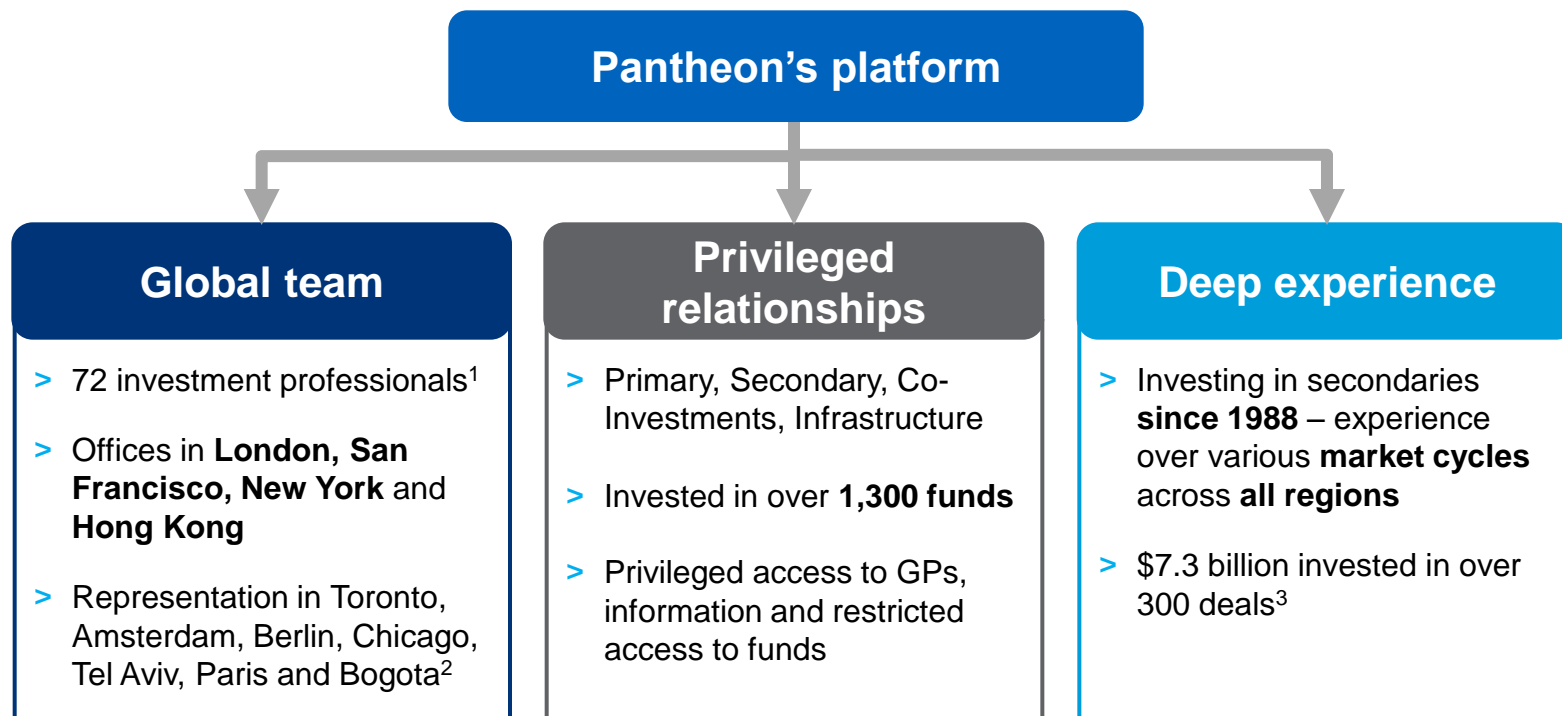 Pantheon’s platform
Global team
> 72 investment professionals¹
> Offices in London, San
Francisco, New York and
Hong Kong
> Representation in Toronto,
Amsterdam, Berlin, Chicago,
Tel Aviv, Paris and Bogota²
Privileged
relationships
> Primary, Secondary, Co-
Investments, Infrastructure
> Invested in over 1,300 funds
> Privileged access to GPs,
information and restricted
access to funds
Deep experience
> Investing in secondaries
since 1988 – experience
over various market cycles
across all regions
> $7.3 billion invested in over
300 deals³